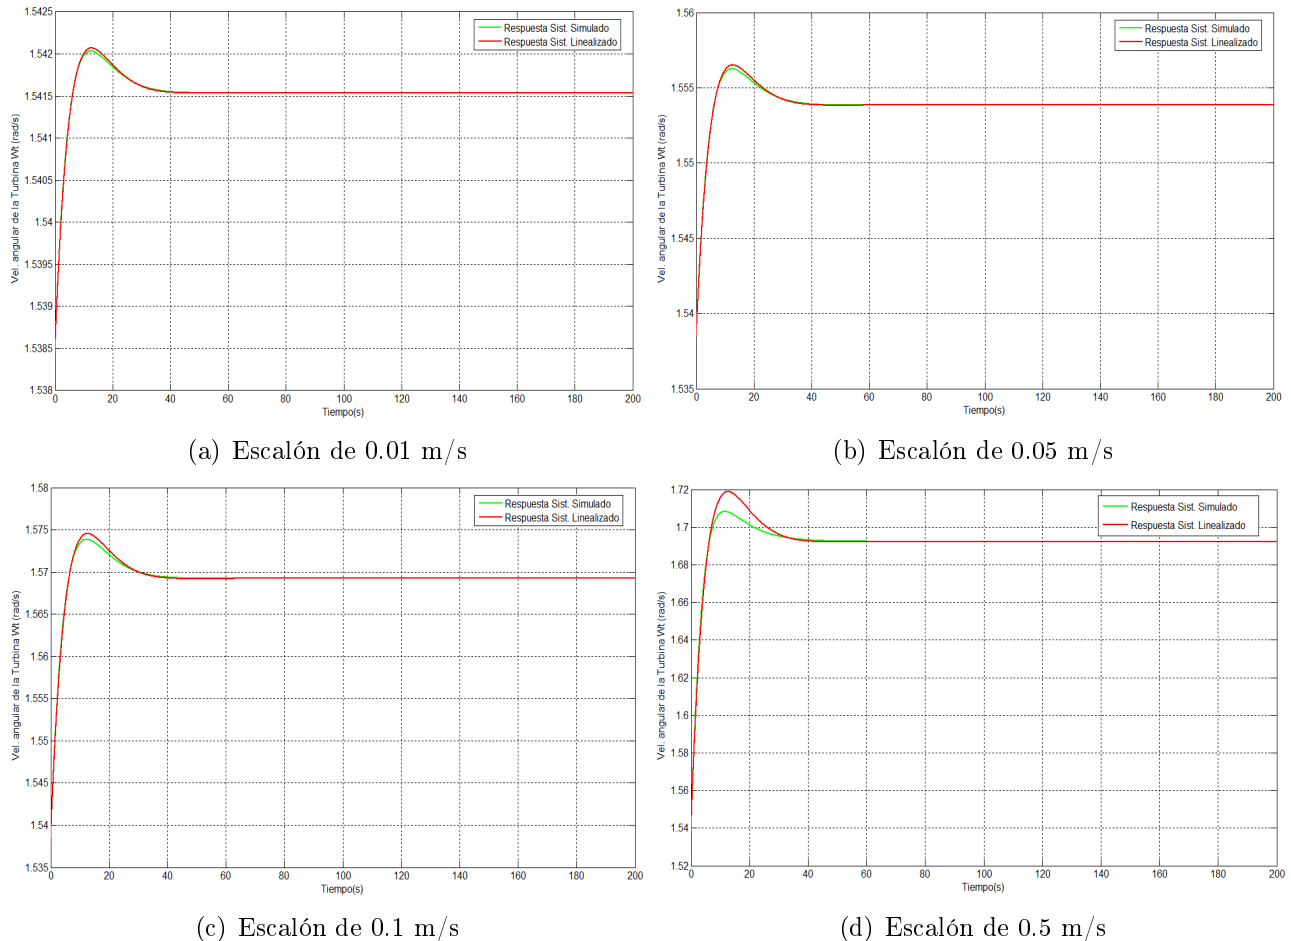 1.5425
1.542
1.5415
1.541
1.5405
1.54
1.5395
1.539
1.5385
1.538
Vel. angular de la Turbina Wt (rad/s)
Respuesta Sist. Simulado
Respuesta Sist. Linealizado
0 20 40 60 80 100 120 140 160 180 200
Tiempo(s)
(a) Escalón de 0.01 m/s
1.56
1.555
1.55
1.545
1.54
1.535
Vel. angular de la Turbina Wt (rad/s)
Respuesta Sist. Simulado
Respuesta Sist. Linealizado
0 20 40 60 80 100 120 140 160 180 200
Tiempo(s)
(b) Escalón de 0.05 m/s
1.58
1.575
1.57
1.565
1.56
1.555
1.55
1.545
1.54
1.535
Vel. angular de la Turbina Wt (rad/s)
Respuesta Sist. Simulado
Respuesta Sist. Linealizado
0 20 40 60 80 100 120 140 160 180 200
Tiempo(s)
(c) Escalón de 0.1 m/s
1.72
1.7
1.68
1.66
1.64
1.62
1.6
1.58
1.56
1.54
1.52
Vel. angular de la Turbina Wt (rad/s)
Respuesta Sist. Simulado
Respuesta Sist. Linealizado
0 20 40 60 80 100 120 140 160 180 200
Tiempo(s)
(d) Escalón de 0.5 m/s